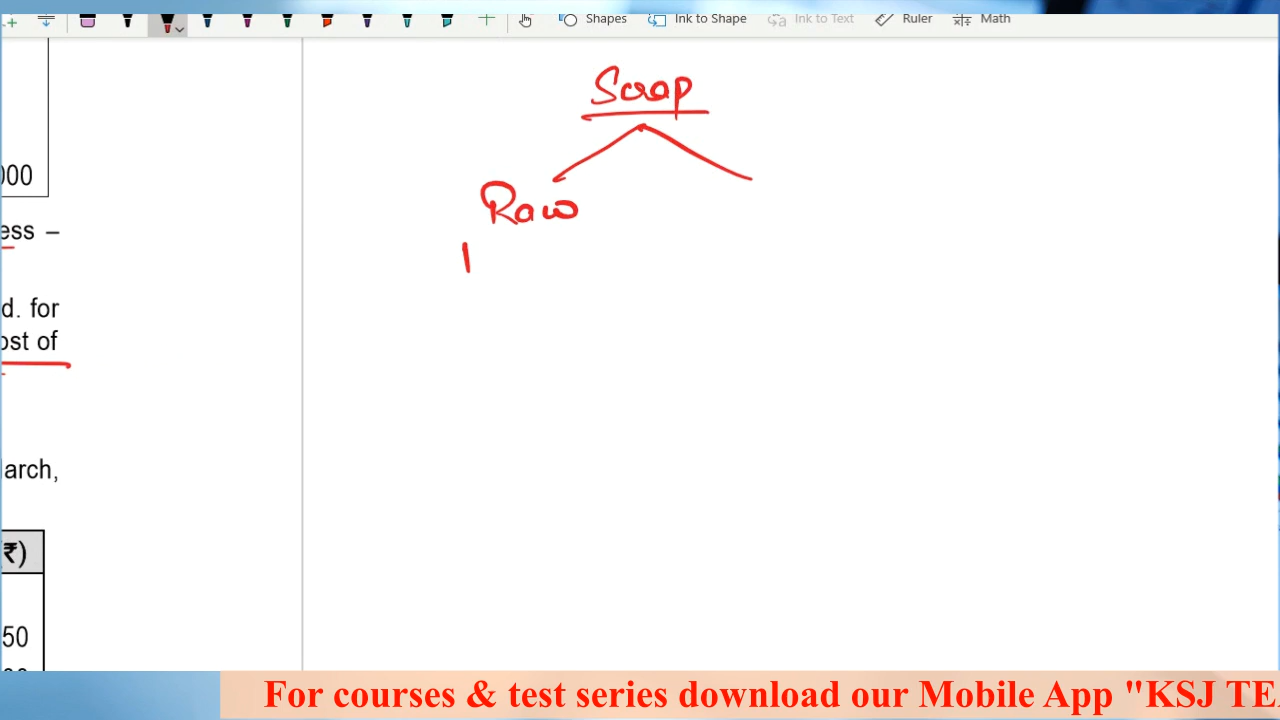 Shapes Ink to Shape Ink to Text Ruler Math
Scrap
000
Raw
ess –
d. for
ost of
arch,
₹)
50
For courses & test series download our Mobile App "KSJ TE